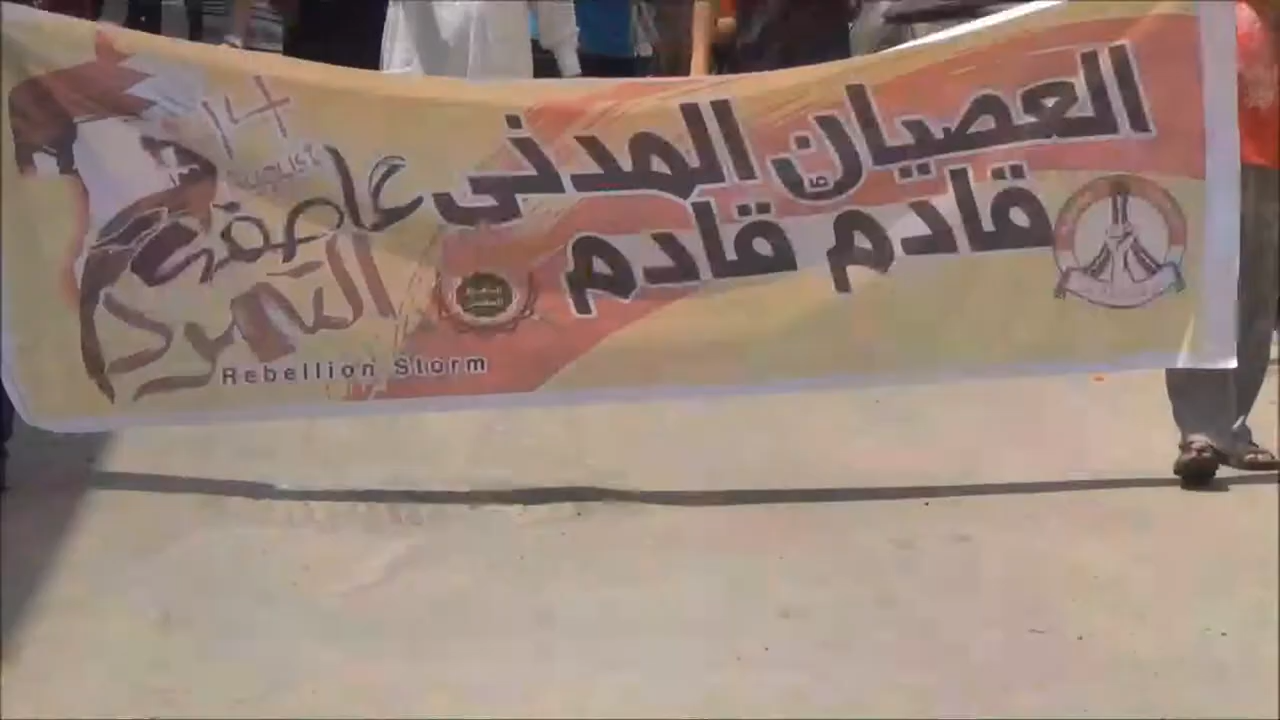 العصيان المدني
قادم قادم
14
عاصفة
التمرد
Rebellion Storm